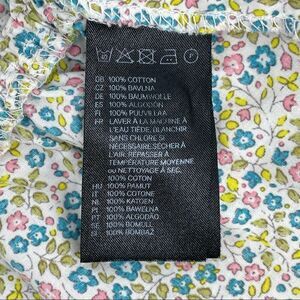 GB 100% COTTON
CZ 100% BAVLNA
DE 100% BAUMWOLLE
ES 100% ALGODÓN
FI 100% PUUVILLAA
FR LAVER À LA MACHINE À
L'EAU TIÈDE, BLANCHIR
SANS CHLORE SI
NÉCESSAIRE SÉCHER À
L'AIR. REPASSER À
TEMPÉRATURE MOYENNE
OU NETTOYAGE À SEC.
100% COTON
HU 100% PAMUT
IT 100% COTONE
NL 100% KATOEN
PL 100% BAWEŁNA
PT 100% ALGODÃO
SE 100% BOMULL
SI 100% BOMBAŽ